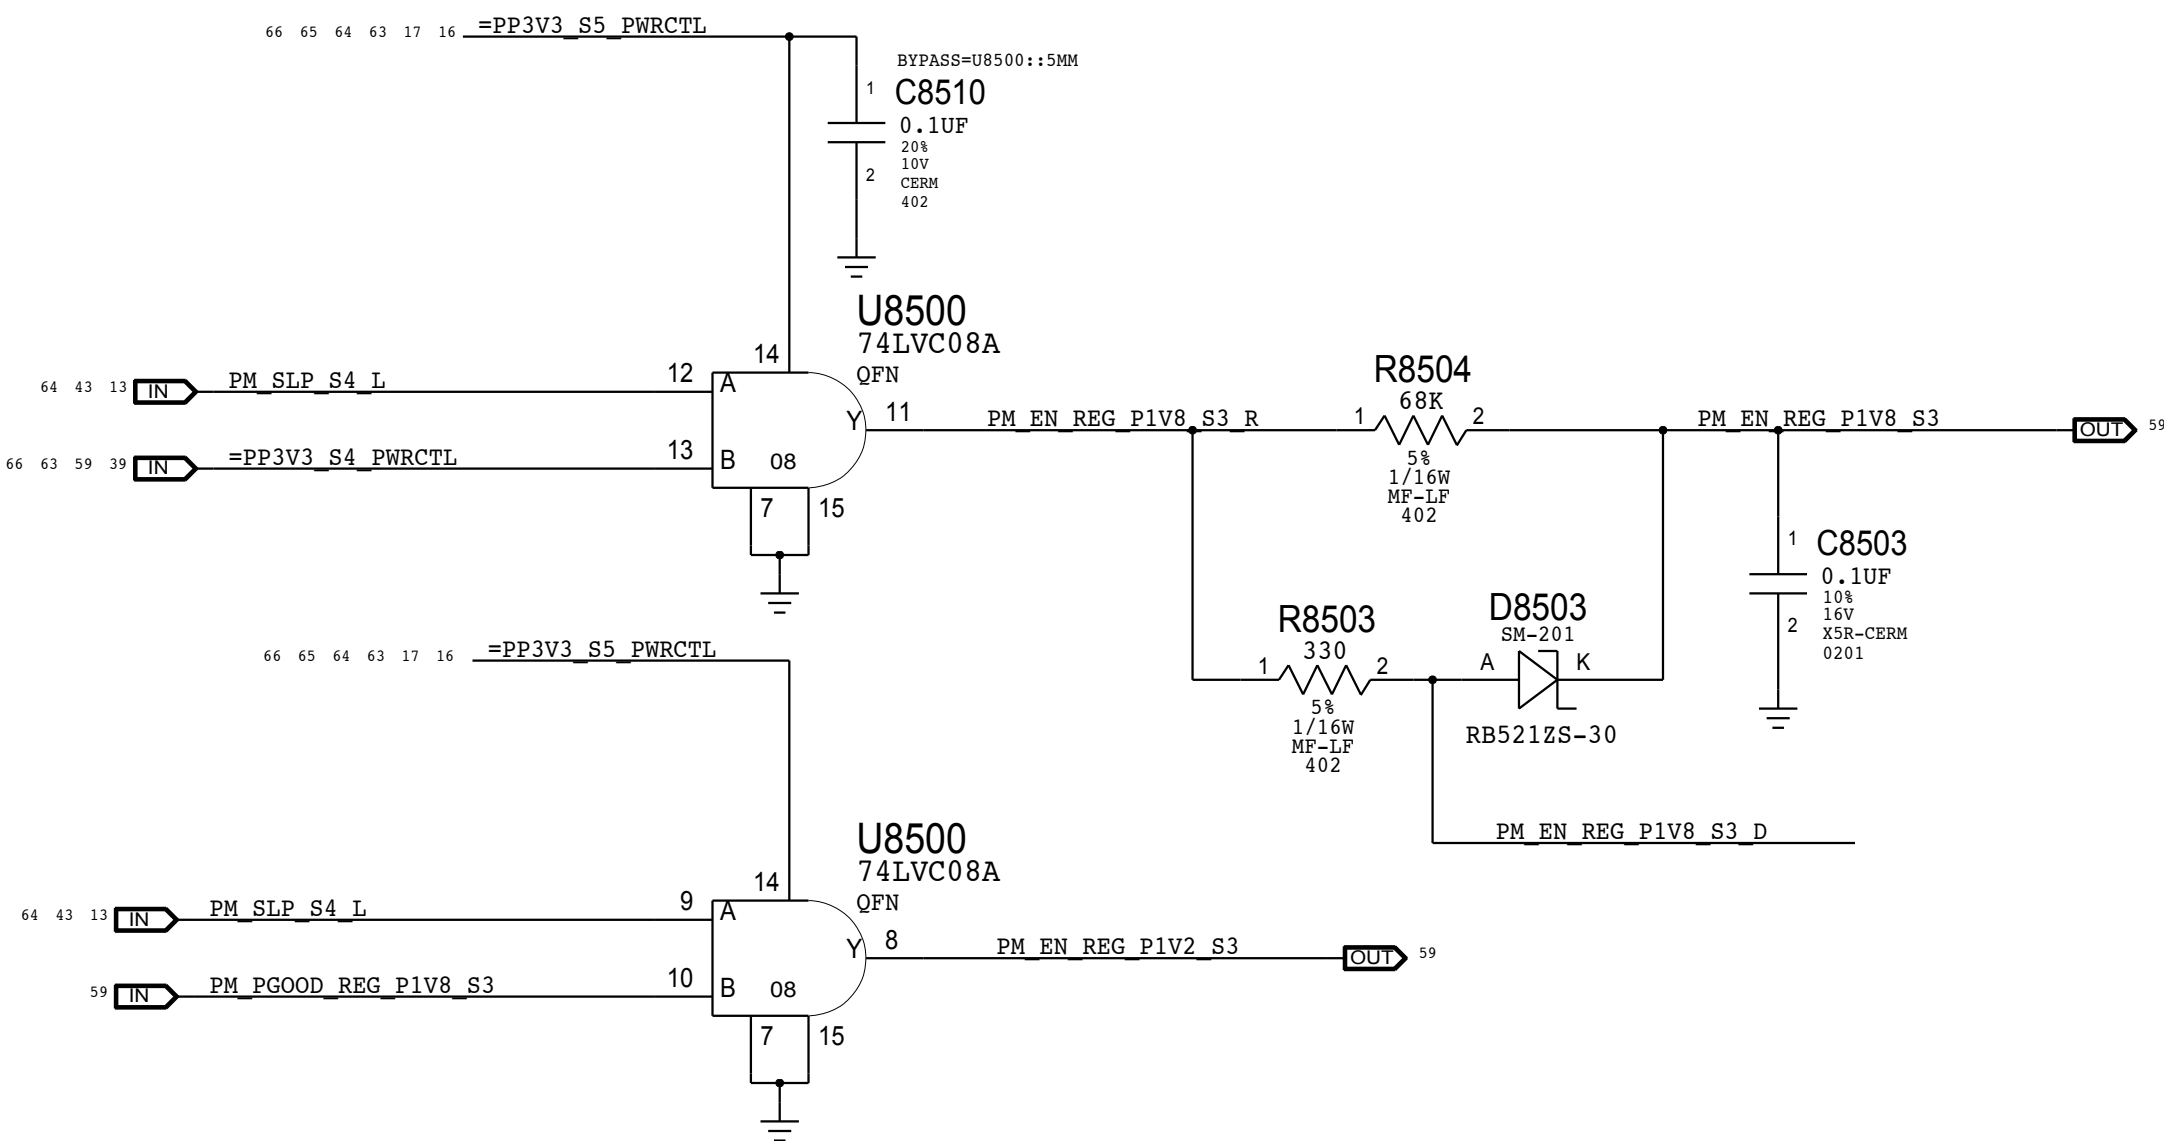 66 65 64 63 17 16 =PP3V3_S5_PWRCTL
BYPASS=U8500::5MM
1
C8510
0.1UF
20%
10V
2
CERM
402
U8500
74LVC08A
QFN
14
64 43 13 IN PM_SLP_S4_L 12 A
Y 11 PM_EN_REG_P1V8_S3_R
66 63 59 39 IN =PP3V3_S4_PWRCTL 13 B 08
7 15
R8504
68K
1 2
5%
1/16W
MF-LF
402
PM_EN_REG_P1V8_S3 OUT 59
1
C8503
0.1UF
10%
16V
2
X5R-CERM
0201
R8503
330
1 2
5%
1/16W
MF-LF
402
D8503
SM-201
A K
RB521ZS-30
PM_EN_REG_P1V8_S3_D
66 65 64 63 17 16 =PP3V3_S5_PWRCTL
U8500
74LVC08A
QFN
14
64 43 13 IN PM_SLP_S4_L 9 A
Y 8 PM_EN_REG_P1V2_S3 OUT 59
59 IN PM_PGOOD_REG_P1V8_S3 10 B 08
7 15